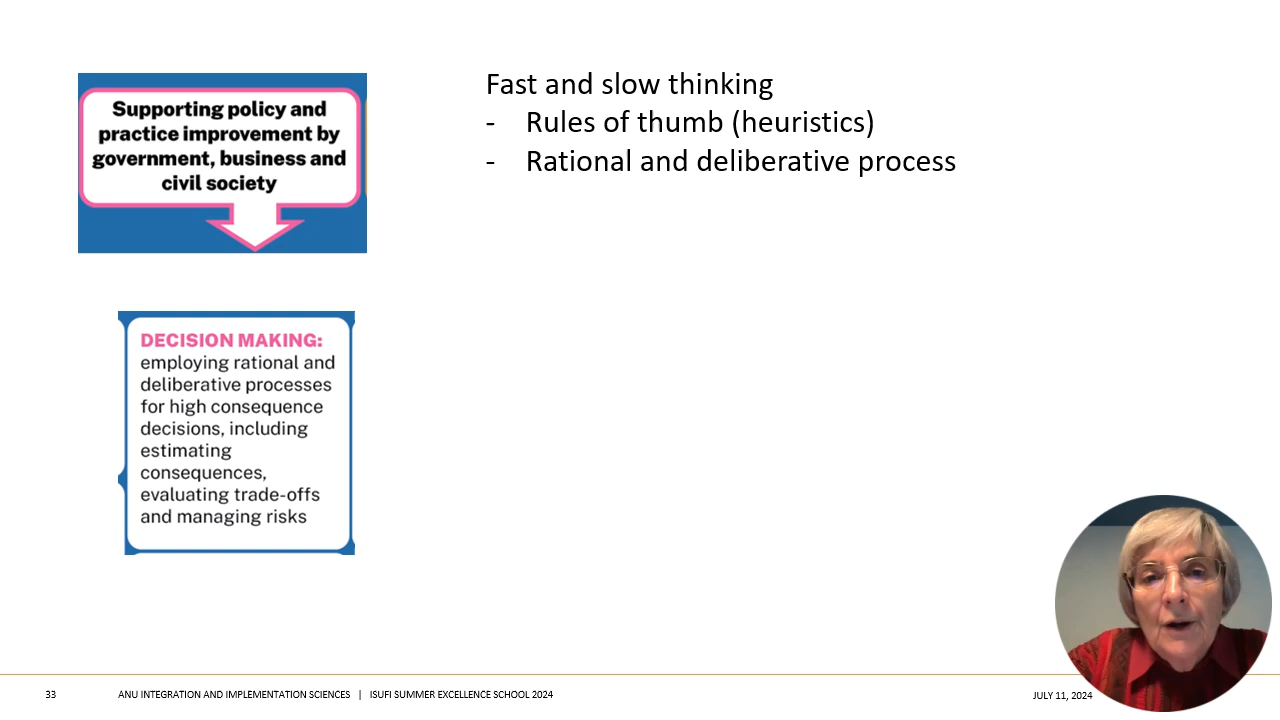 Supporting policy and
practice improvement by
government, business and
civil society
Fast and slow thinking
- Rules of thumb (heuristics)
- Rational and deliberative process
DECISION MAKING:
employing rational and
deliberative processes
for high consequence
decisions, including
estimating
consequences,
evaluating trade-offs
and managing risks
33
ANU INTEGRATION AND IMPLEMENTATION SCIENCES | ISUFI SUMMER EXCELLENCE SCHOOL 2024
JULY 11, 2024